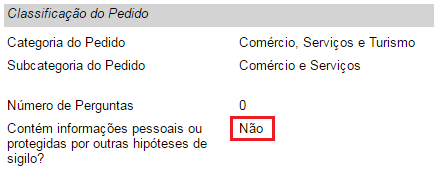 Classificação do Pedido
Categoria do Pedido Comércio, Serviços e Turismo
Subcategoria do Pedido Comércio e Serviços
Número de Perguntas 0
Contém informações pessoais ou Não
protegidas por outras hipóteses de
sigilo?